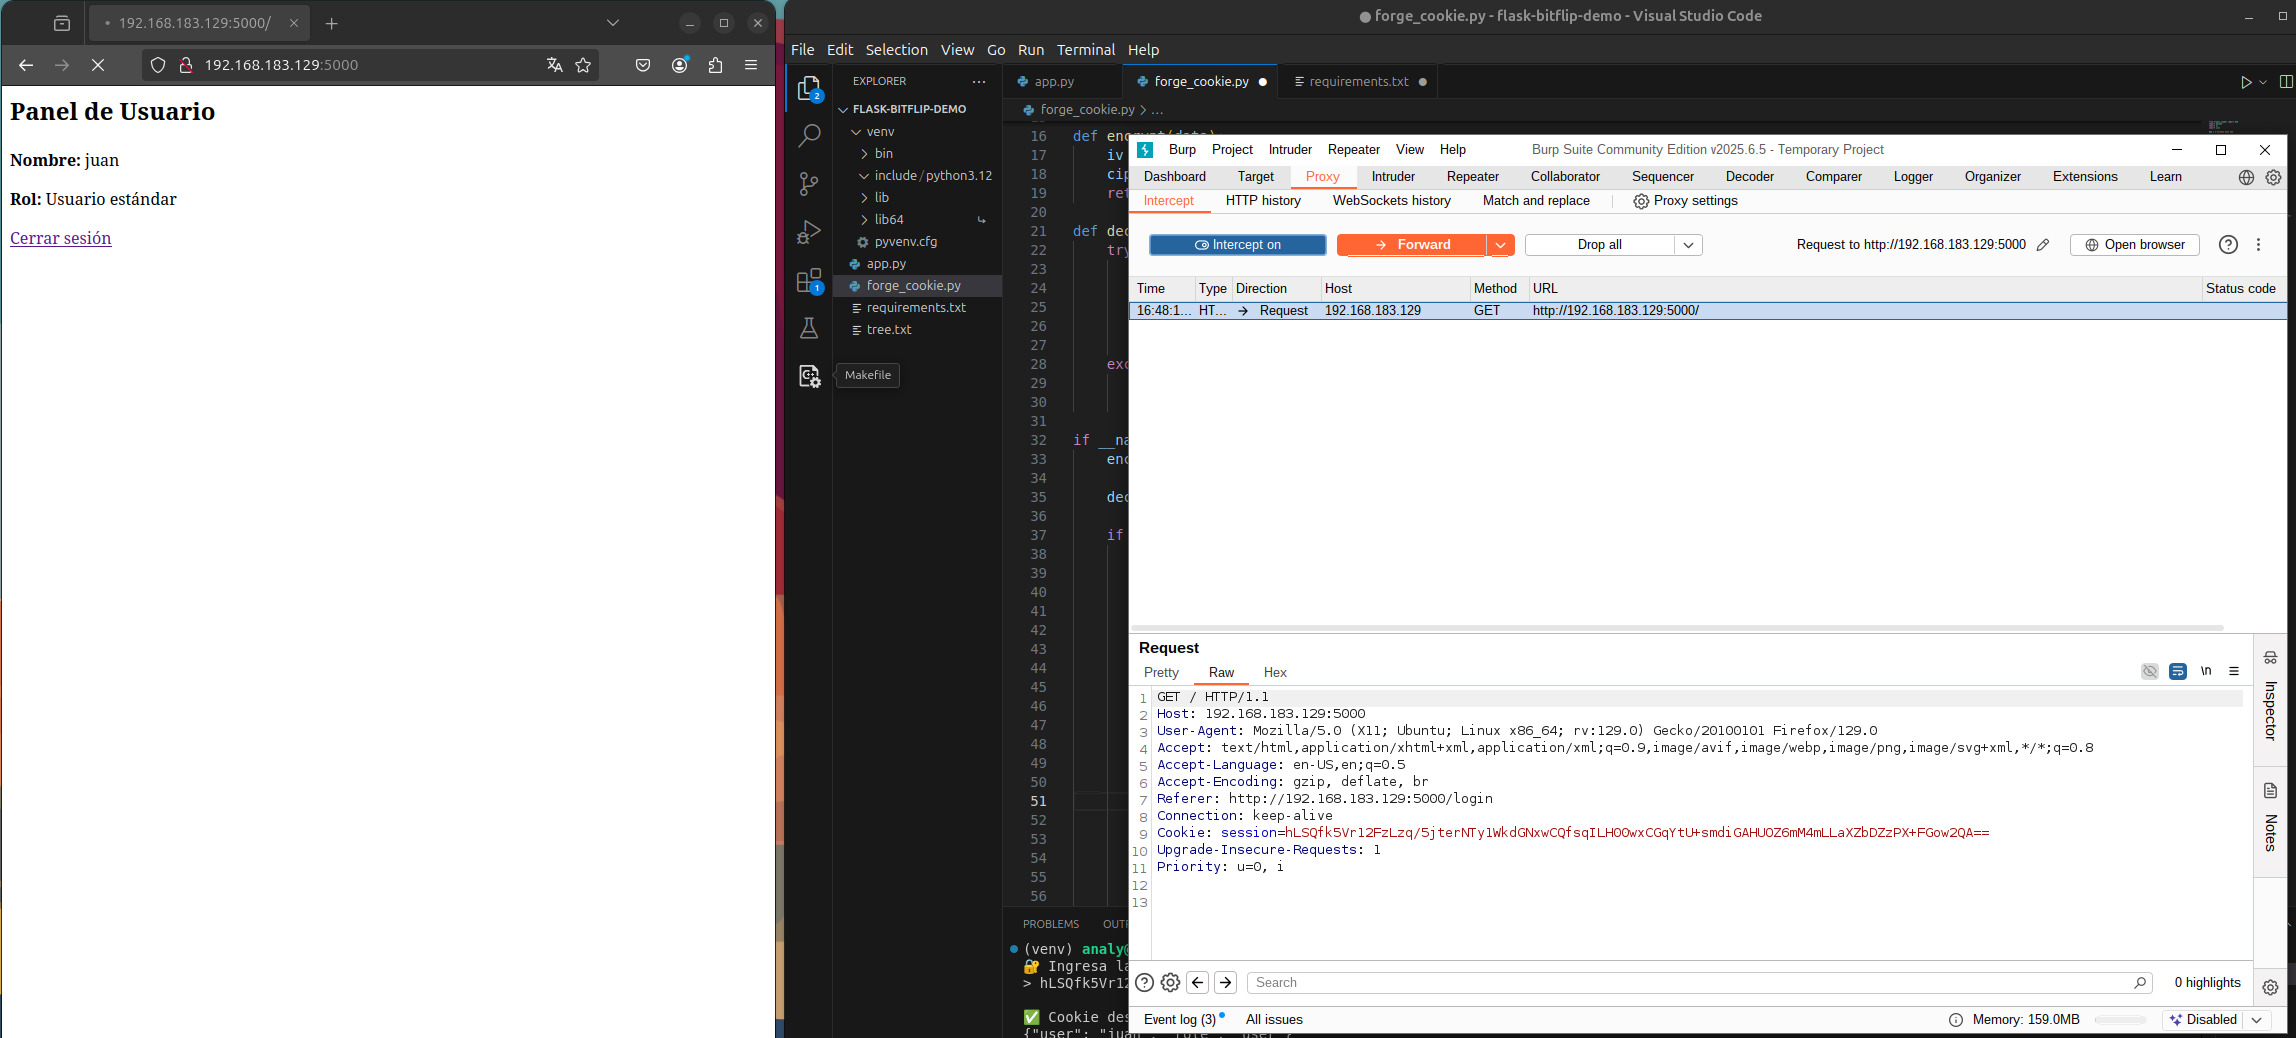 192.168.183.129:5000/
192.168.183.129:5000
Panel de Usuario
Nombre: juan
Rol: Usuario estándar
Cerrar sesión
forge_cookie.py - flask-bitflip-demo - Visual Studio Code
File Edit Selection View Go Run Terminal Help
EXPLORER
app.py
forge_cookie.py
requirements.txt
FLASK-BITFLIP-DEMO
forge_cookie.py > ...
venv
bin
include / python3.12
lib
lib64
pyvenv.cfg
app.py
forge_cookie.py
requirements.txt
tree.txt
2
1
Makefile
16 def encrypt(data)
17 iv
18 cip
19 ret
20
21 def dec
22 try
23
24
25
26
27
28 exc
29
30
31
32 if __na
33 enc
34
35 dec
36
37 if
38
39
40
41
42
43
44
45
46
47
48
49
50
51
52
53
54
55
56
PROBLEMS OUT
(venv) analy@
🔐 Ingresa la
> hLSQfk5Vr12
✅ Cookie des
{"user": "juan", "role": "user"}
Burp Project Intruder Repeater View Help
Burp Suite Community Edition v2025.6.5 - Temporary Project
Dashboard Target Proxy Intruder Repeater Collaborator Sequencer Decoder Comparer Logger Organizer Extensions Learn
Intercept HTTP history WebSockets history Match and replace Proxy settings
Intercept on Forward Drop all Request to http://192.168.183.129:5000 Open browser
Time Type Direction Host Method URL Status code
16:48:1... HT... Request 192.168.183.129 GET http://192.168.183.129:5000/
Request
Pretty Raw Hex
\n
1 GET / HTTP/1.1
2 Host: 192.168.183.129:5000
3 User-Agent: Mozilla/5.0 (X11; Ubuntu; Linux x86_64; rv:129.0) Gecko/20100101 Firefox/129.0
4 Accept: text/html,application/xhtml+xml,application/xml;q=0.9,image/avif,image/webp,image/png,image/svg+xml,*/*;q=0.8
5 Accept-Language: en-US,en;q=0.5
6 Accept-Encoding: gzip, deflate, br
7 Referer: http://192.168.183.129:5000/login
8 Connection: keep-alive
9 Cookie: session=hLSQfk5Vr12FzLzq/5jterNTy1WkdGNxwCQfsqILHO0wxCGqYtU+smdiGAHUOZ6mM4mLLaXZbDZzPX+FGow2QA==
10 Upgrade-Insecure-Requests: 1
11 Priority: u=0, i
12
13
Inspector
Notes
Search
0 highlights
Event log (3) All issues
Memory: 159.0MB
Disabled